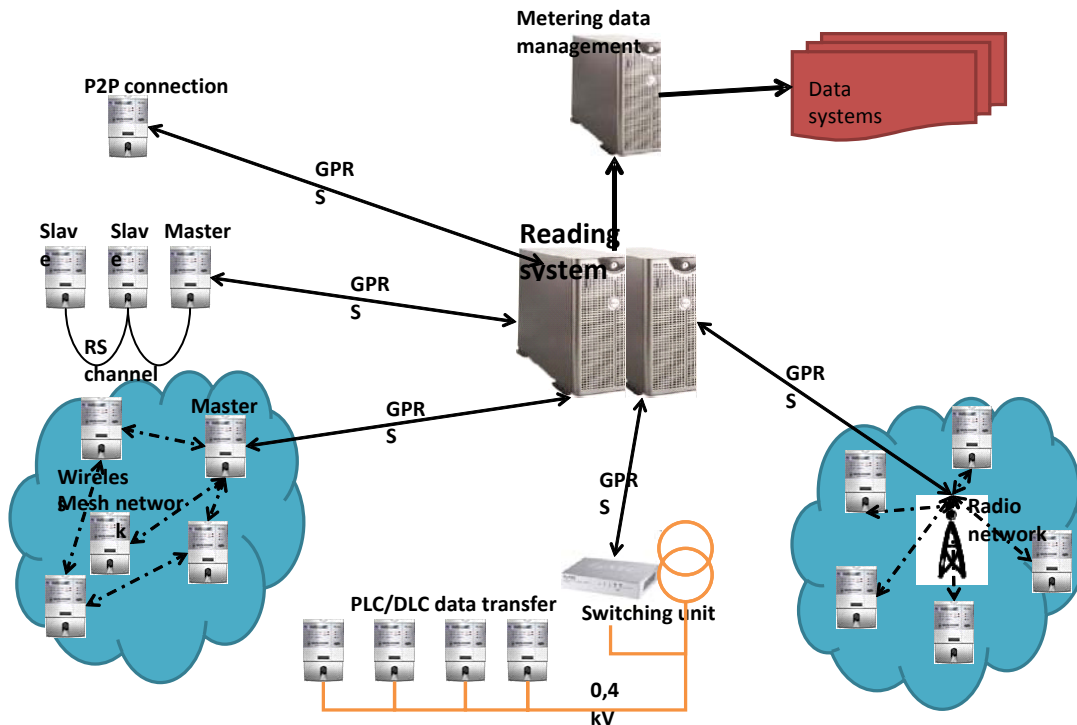 Metering data
management
P2P connection
Data
systems
GPR
S
Slav
e
Slav
e
Master
Reading
system
GPR
S
RS
channel
GPR
S
Master
GPR
S
Wireles
s
Mesh networ
k
GPR
S
Radio
network
PLC/DLC data transfer
Switching unit
0,4
kV